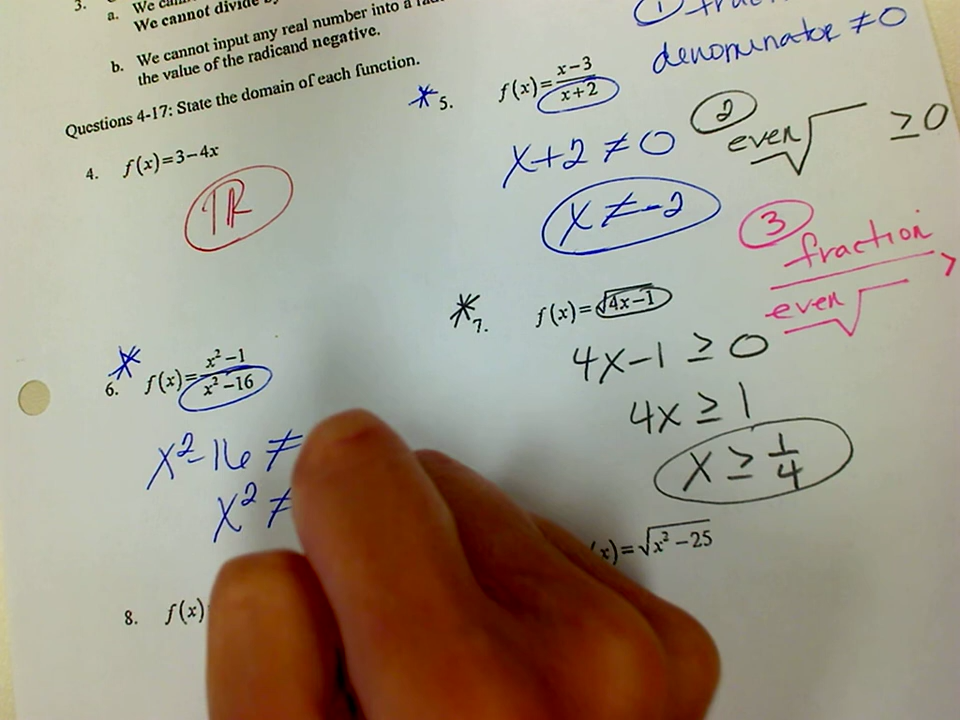 3.
a. We
We cannot divide
b. We cannot input any real number into a
the value of the radicand negative.
Questions 4-17: State the domain of each function.
4. f(x)=3-4x
ℝ
* 5. f(x)=x-3/x+2
x+2 ≠ 0
x ≠ -2
* 6. f(x)=x²-1/x²-16
x²-16 ≠
x² ≠
* 7. f(x)=√4x-1
4x-1 ≥ 0
4x ≥ 1
x ≥ 1/4
8. f(x)
x)=√x²-25
①
denominator ≠0
② even √ ≥0
③ fraction
even √ >